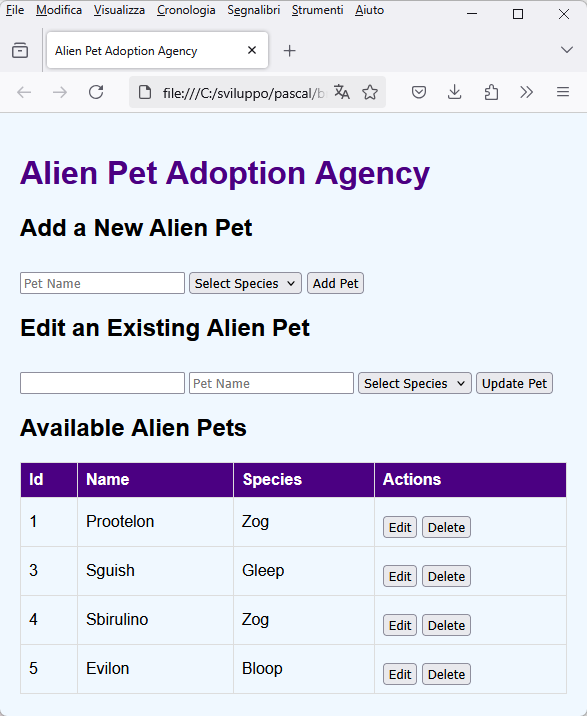 File Modifica Visualizza Cronologia Segnalibri Strumenti Aiuto
Alien Pet Adoption Agency
file:///C:/sviluppo/pascal/b
Alien Pet Adoption Agency
Add a New Alien Pet
Pet Name Select Species Add Pet
Edit an Existing Alien Pet
Pet Name Select Species Update Pet
Available Alien Pets
Id Name Species Actions
1 Prootelon Zog Edit Delete
3 Sguish Gleep Edit Delete
4 Sbirulino Zog Edit Delete
5 Evilon Bloop Edit Delete